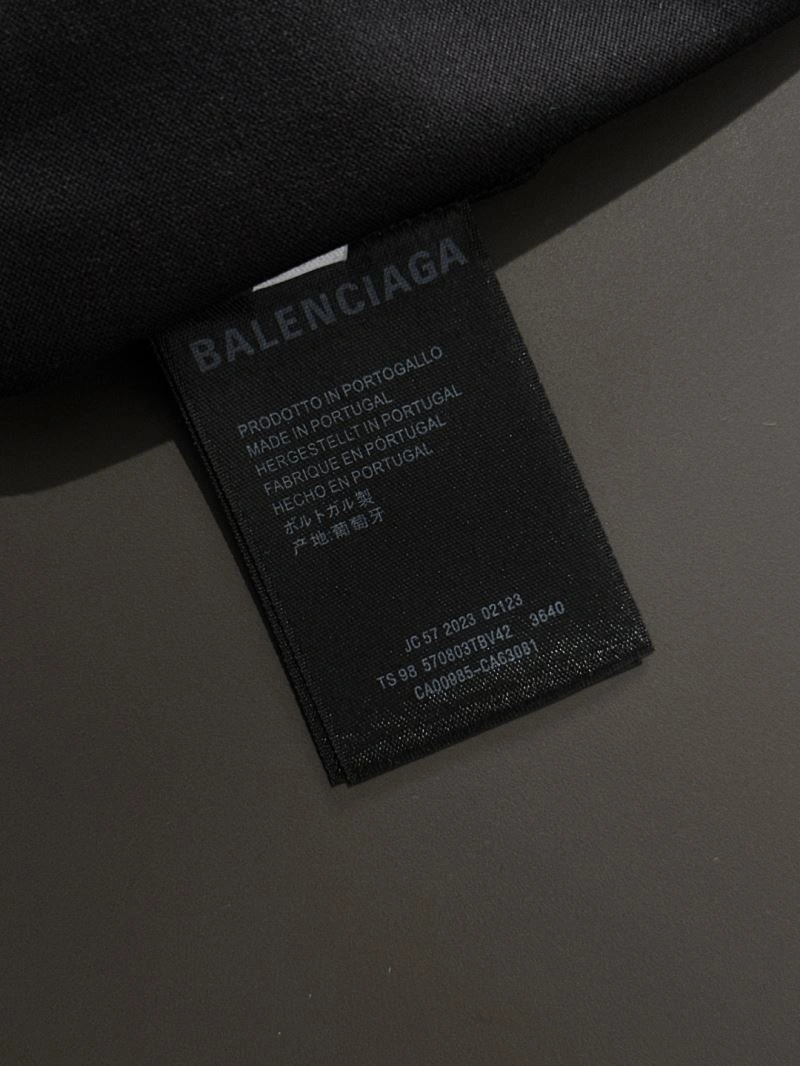 BALENCIAGA
PRODOTTO IN PORTOGALLO
MADE IN PORTUGAL
HERGESTELLT IN PORTUGAL
FABRIQUE EN PORTUGAL
HECHO EN PORTUGAL
ポルトガル製
产地:葡萄牙
JC 57 2023 02123
TS 98 570803TBV42 3640
CA00985-CA63081